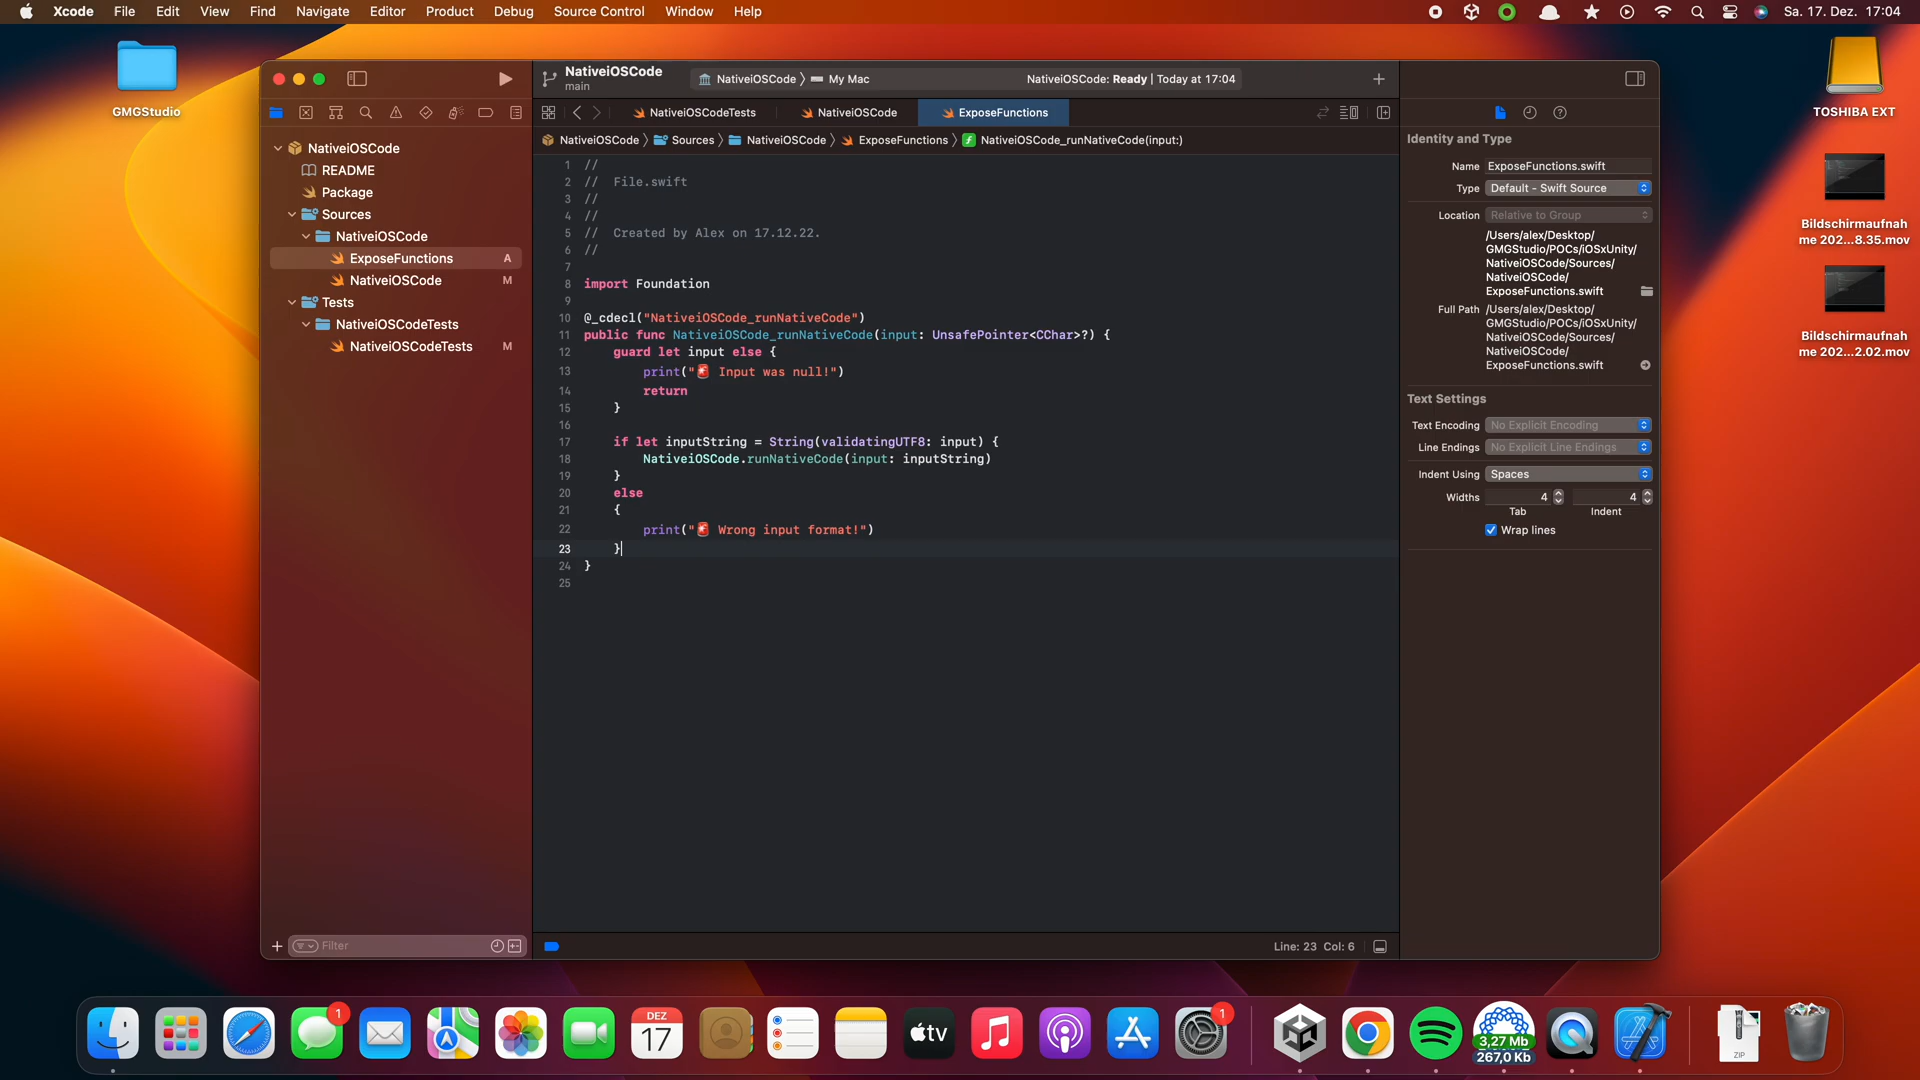 Xcode File Edit View Find Navigate Editor Product Debug Source Control Window Help
Sa. 17. Dez. 17:04
GMGStudio
TOSHIBA EXT
Bildschirmaufnah
me 202...8.35.mov
Bildschirmaufnah
me 202...2.02.mov
NativeiOSCode
main
NativeiOSCode My Mac
NativeiOSCode: Ready | Today at 17:04
NativeiOSCodeTests NativeiOSCode ExposeFunctions
NativeiOSCode Sources NativeiOSCode ExposeFunctions NativeiOSCode_runNativeCode(input:)
NativeiOSCode
README
Package
Sources
NativeiOSCode
ExposeFunctions A
NativeiOSCode M
Tests
NativeiOSCodeTests
NativeiOSCodeTests M
Filter
1 //
2 // File.swift
3 //
4 //
5 // Created by Alex on 17.12.22.
6 //
7
8 import Foundation
9
10 @_cdecl("NativeiOSCode_runNativeCode")
11 public func NativeiOSCode_runNativeCode(input: UnsafePointer<CChar>?) {
12 guard let input else {
13 print("🚨 Input was null!")
14 return
15 }
16
17 if let inputString = String(validatingUTF8: input) {
18 NativeiOSCode.runNativeCode(input: inputString)
19 }
20 else
21 {
22 print("🚨 Wrong input format!")
23 }
24 }
25
Line: 23 Col: 6
Identity and Type
Name ExposeFunctions.swift
Type Default - Swift Source
Location Relative to Group
/Users/alex/Desktop/
GMGStudio/POCs/iOSxUnity/
NativeiOSCode/Sources/
NativeiOSCode/
ExposeFunctions.swift
Full Path /Users/alex/Desktop/
GMGStudio/POCs/iOSxUnity/
NativeiOSCode/Sources/
NativeiOSCode/
ExposeFunctions.swift
Text Settings
Text Encoding No Explicit Encoding
Line Endings No Explicit Line Endings
Indent Using Spaces
Widths 4 4
Tab Indent
Wrap lines
1
DEZ
17
tv
1
3,27 Mb
267,0 Kb
ZIP